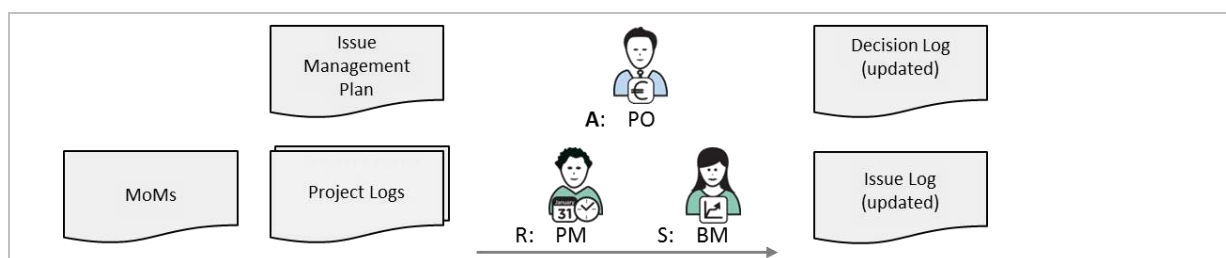 Issue
Management
Plan
Decision Log
(updated)
€
A: PO
MoMs
Project Logs
January
31
Issue Log
(updated)
R: PM
S: BM